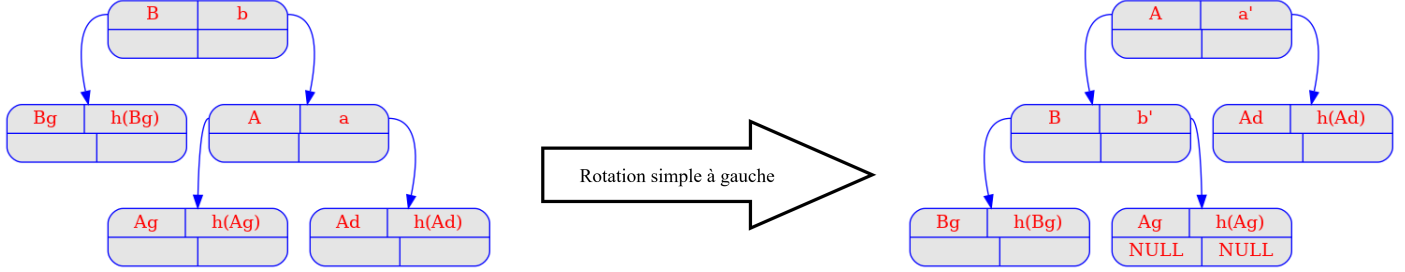 B b
A a'
Bg h(Bg)
A a
B b'
Ad h(Ad)
Rotation simple à gauche
Ag h(Ag)
Ad h(Ad)
Bg h(Bg)
Ag h(Ag)
NULL NULL